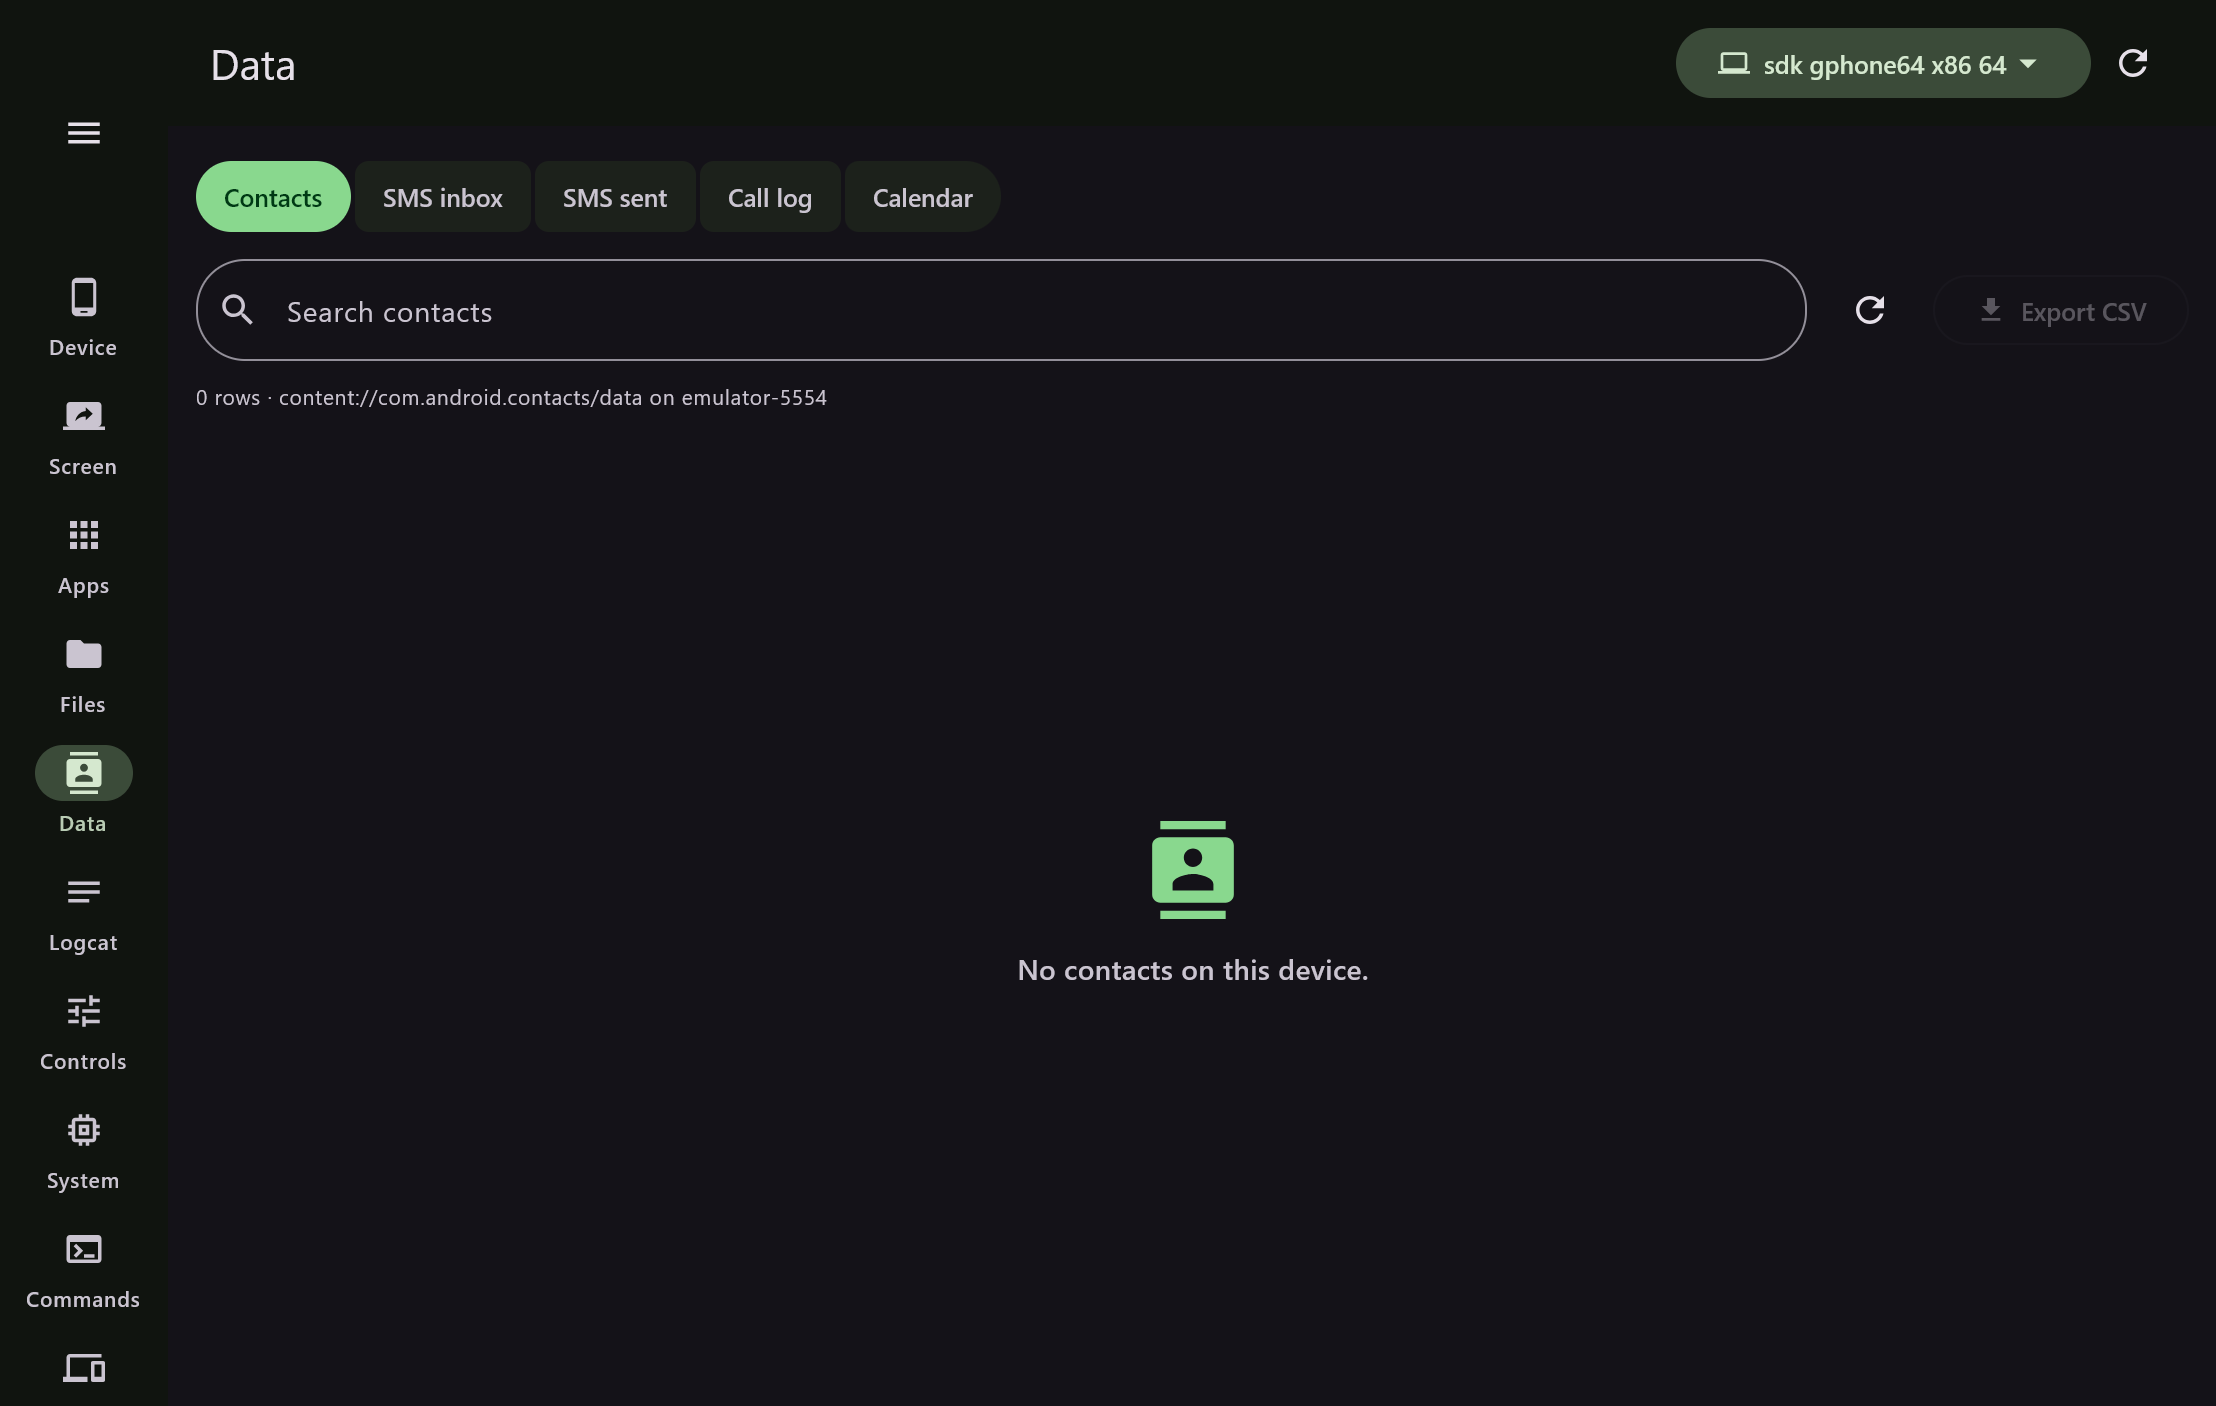 Data
sdk gphone64 x86 64
Contacts
SMS inbox
SMS sent
Call log
Calendar
Search contacts
Export CSV
0 rows · content://com.android.contacts/data on emulator-5554
No contacts on this device.
Device
Screen
Apps
Files
Data
Logcat
Controls
System
Commands